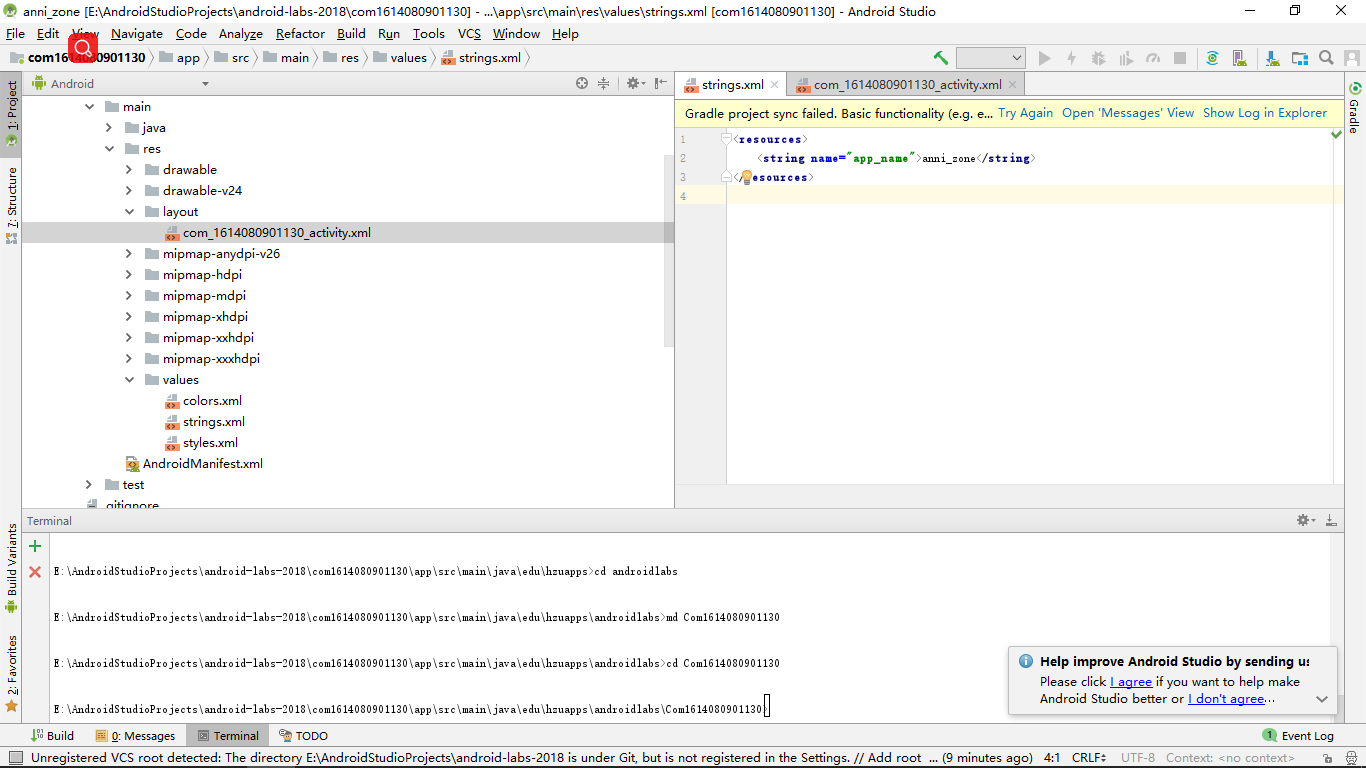 anni_zone [E:\AndroidStudioProjects\android-labs-2018\com1614080901130] - ...\app\src\main\res\values\strings.xml [com1614080901130] - Android Studio
File Edit View Navigate Code Analyze Refactor Build Run Tools VCS Window Help
app src main res values strings.xml
Android
strings.xml com_1614080901130_activity.xml
Gradle project sync failed. Basic functionality (e.g. e... Try Again Open 'Messages' View Show Log in Explorer
1: Project
7: Structure
Build Variants
2: Favorites
Gradle
main
java
res
drawable
drawable-v24
layout
com_1614080901130_activity.xml
mipmap-anydpi-v26
mipmap-hdpi
mipmap-mdpi
mipmap-xhdpi
mipmap-xxhdpi
mipmap-xxxhdpi
values
colors.xml
strings.xml
styles.xml
AndroidManifest.xml
test
.gitignore
1 <resources>
2 <string name="app_name">anni_zone</string>
3 </resources>
4
Terminal
E:\AndroidStudioProjects\android-labs-2018\com1614080901130\app\src\main\java\edu\hzuapps>cd androidlabs
E:\AndroidStudioProjects\android-labs-2018\com1614080901130\app\src\main\java\edu\hzuapps\androidlabs>md Com1614080901130
E:\AndroidStudioProjects\android-labs-2018\com1614080901130\app\src\main\java\edu\hzuapps\androidlabs>cd Com1614080901130
E:\AndroidStudioProjects\android-labs-2018\com1614080901130\app\src\main\java\edu\hzuapps\androidlabs\Com1614080901130>
Help improve Android Studio by sending us
Please click I agree if you want to help make
Android Studio better or I don't agree...
Build 0: Messages Terminal TODO 1 Event Log
Unregistered VCS root detected: The directory E:\AndroidStudioProjects\android-labs-2018 is under Git, but is not registered in the Settings. // Add root ... (9 minutes ago) 4:1 CRLF UTF-8 Context: <no context>